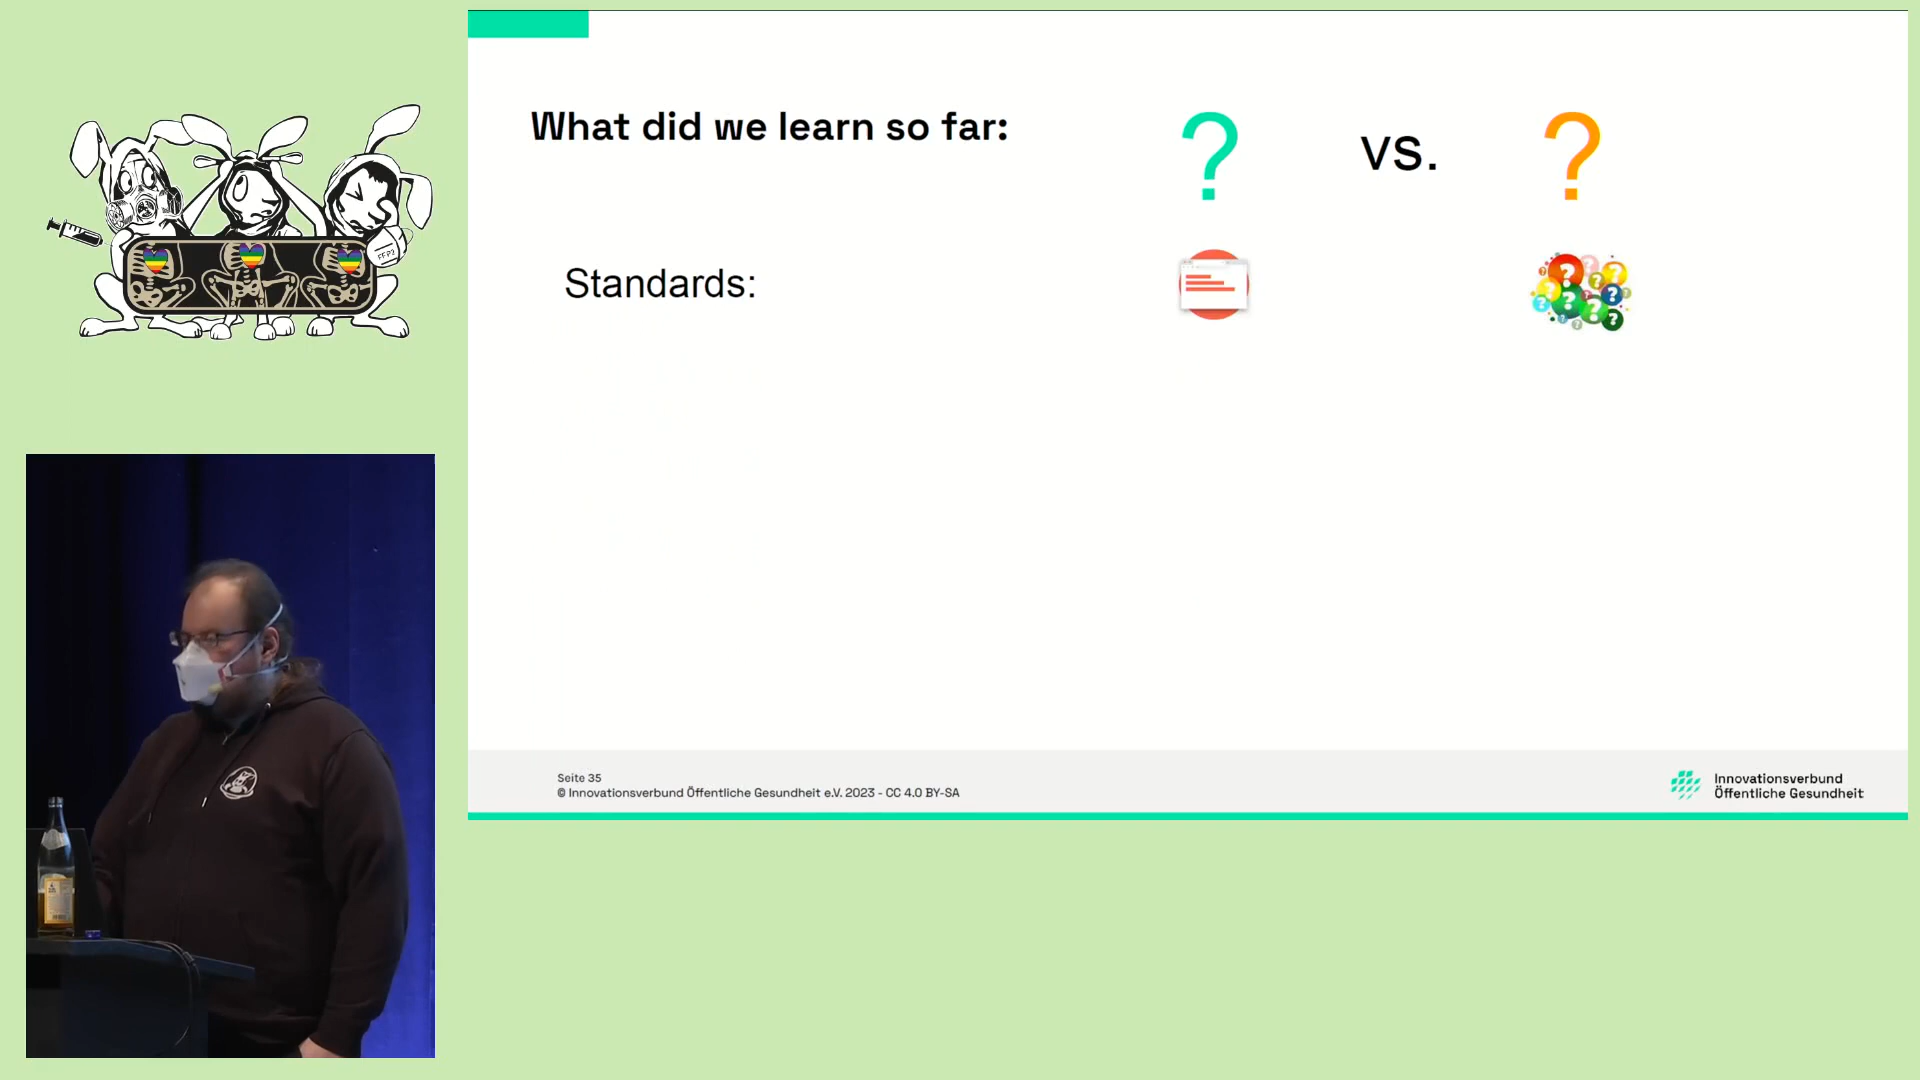 What did we learn so far:
? vs. ?
Standards:
FFP2
Seite 35
© Innovationsverbund Öffentliche Gesundheit e.V. 2023 - CC 4.0 BY-SA
Innovationsverbund
Öffentliche Gesundheit